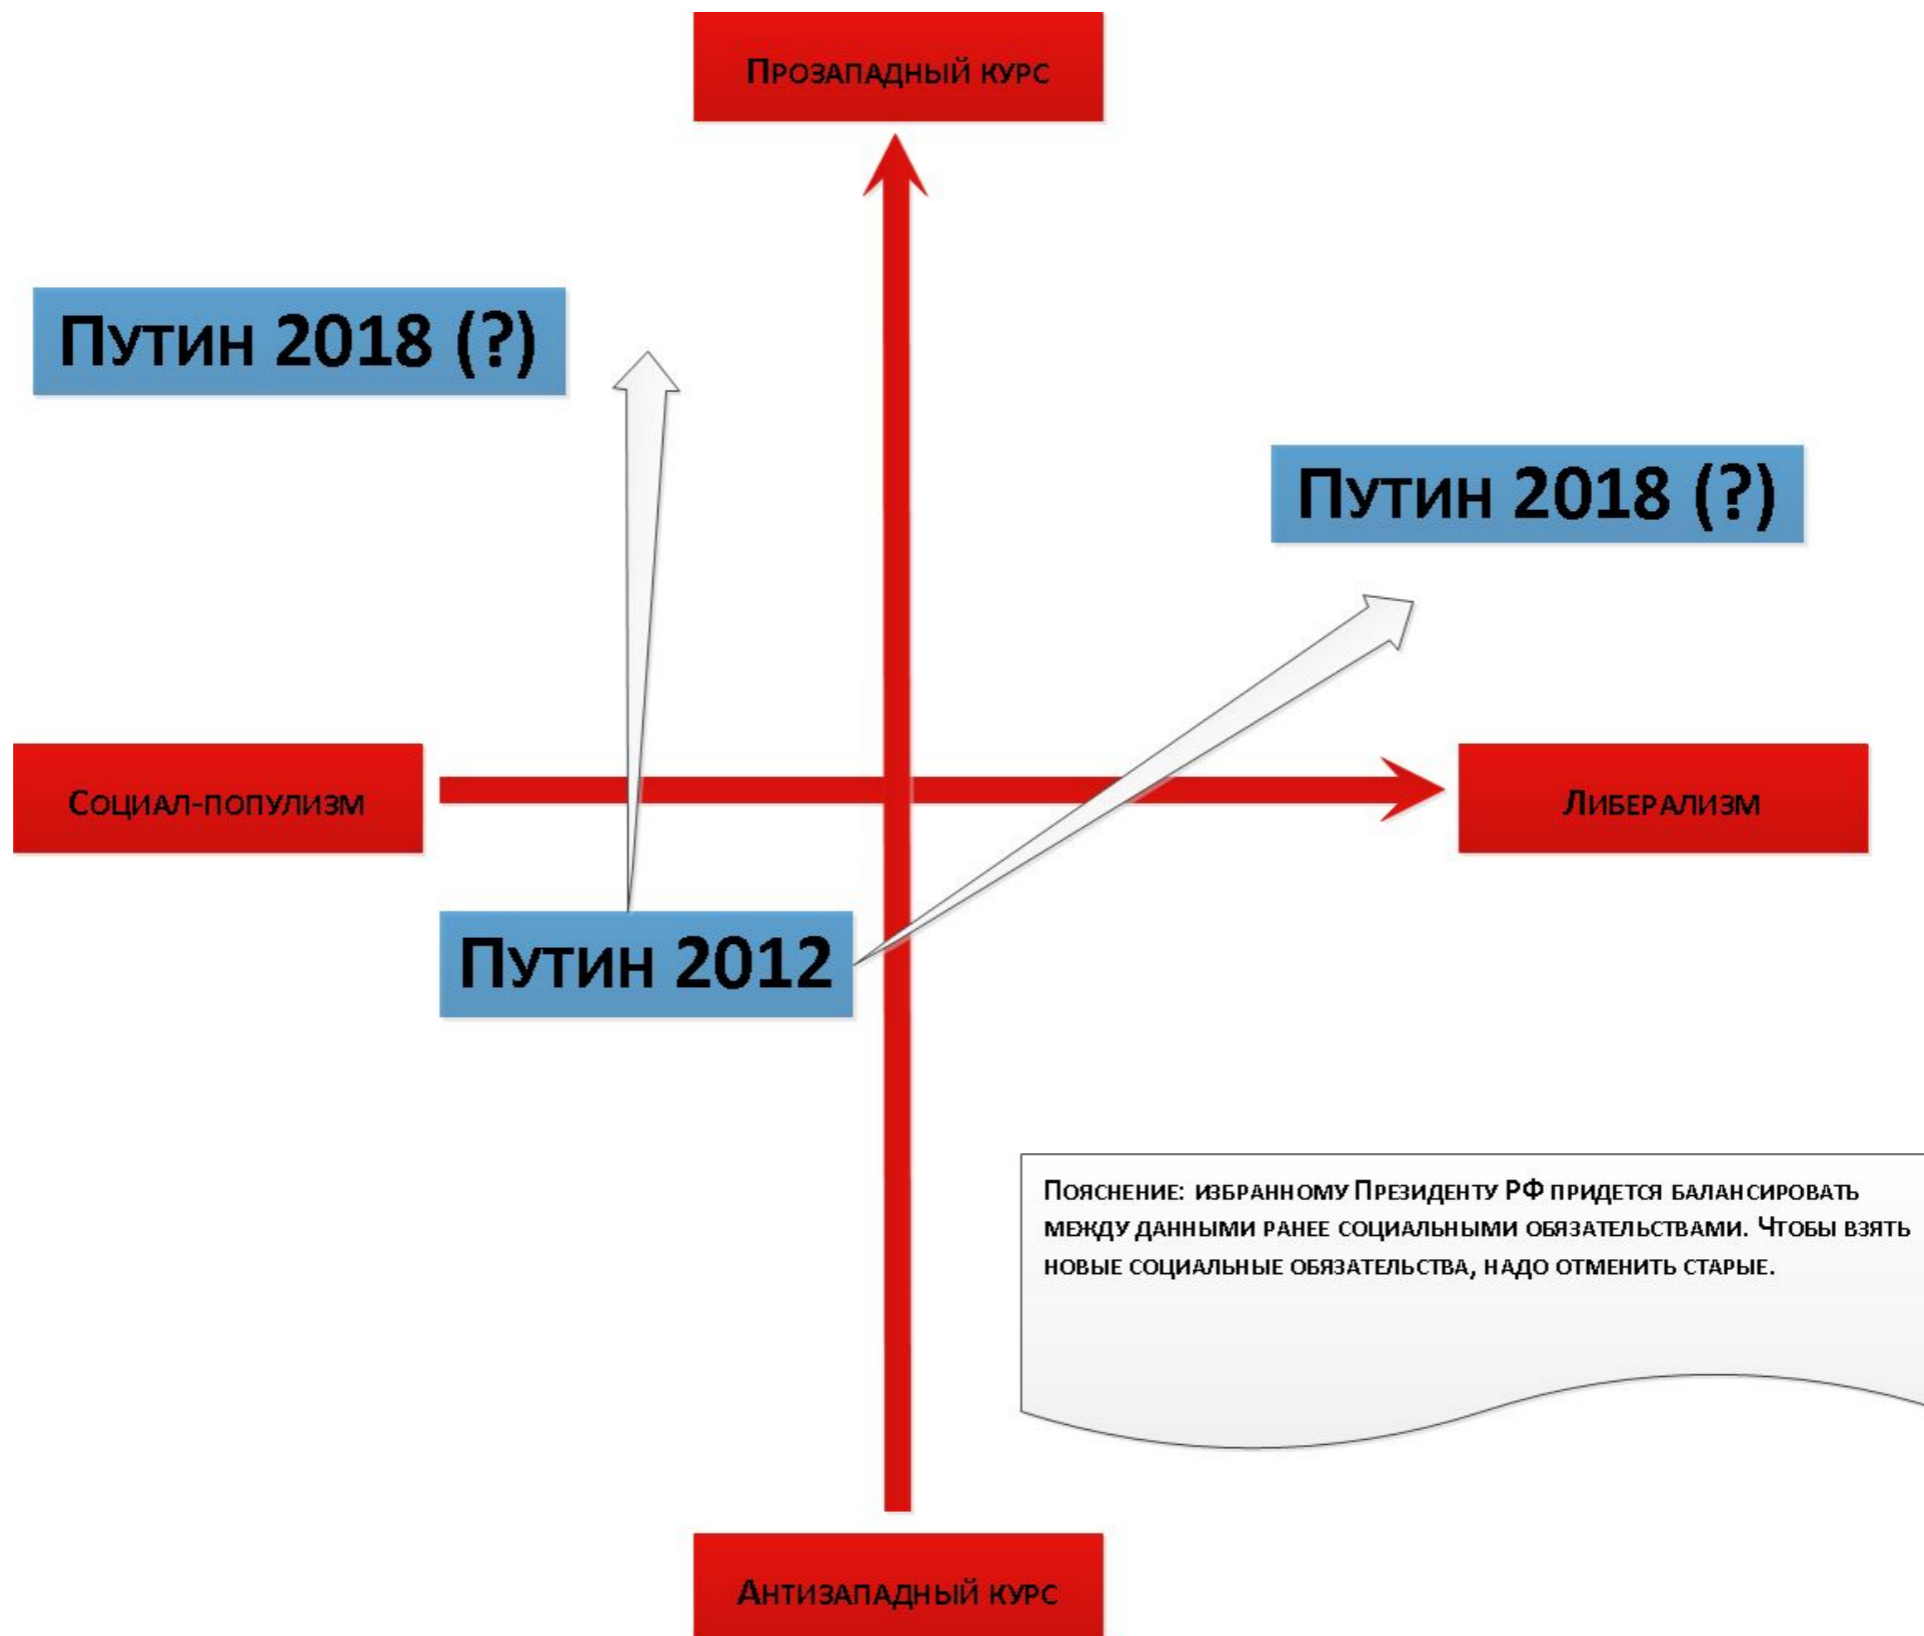 Прозападный курс
Путин 2018 (?)
Путин 2018 (?)
Социал-популизм
Либерализм
Путин 2012
Пояснение: избранному Президенту РФ придется балансировать
между данными ранее социальными обязательствами. Чтобы взять
новые социальные обязательства, надо отменить старые.
Антизападный курс